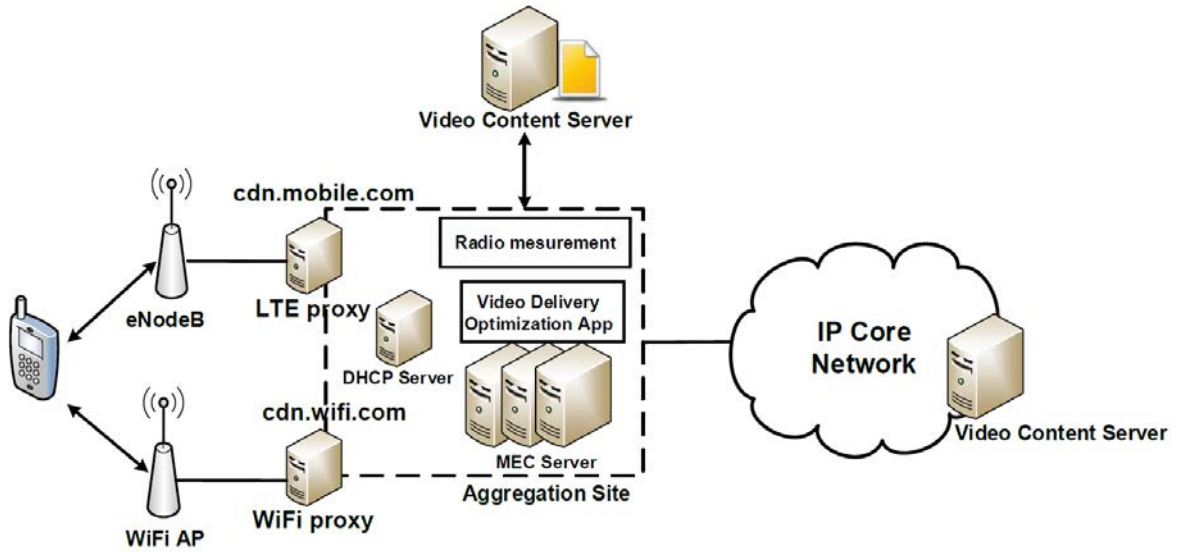 Video Content Server
cdn.mobile.com
Radio mesurement
eNodeB
LTE proxy
Video Delivery
Optimization App
DHCP Server
IP Core
Network
cdn.wifi.com
Video Content Server
MEC Server
Aggregation Site
WiFi AP
WiFi proxy